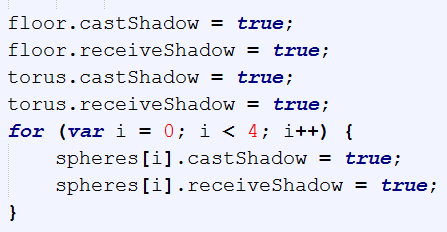 floor.castShadow = true;
floor.receiveShadow = true;
torus.castShadow = true;
torus.receiveShadow = true;
for (var i = 0; i < 4; i++) {
    spheres[i].castShadow = true;
    spheres[i].receiveShadow = true;
}